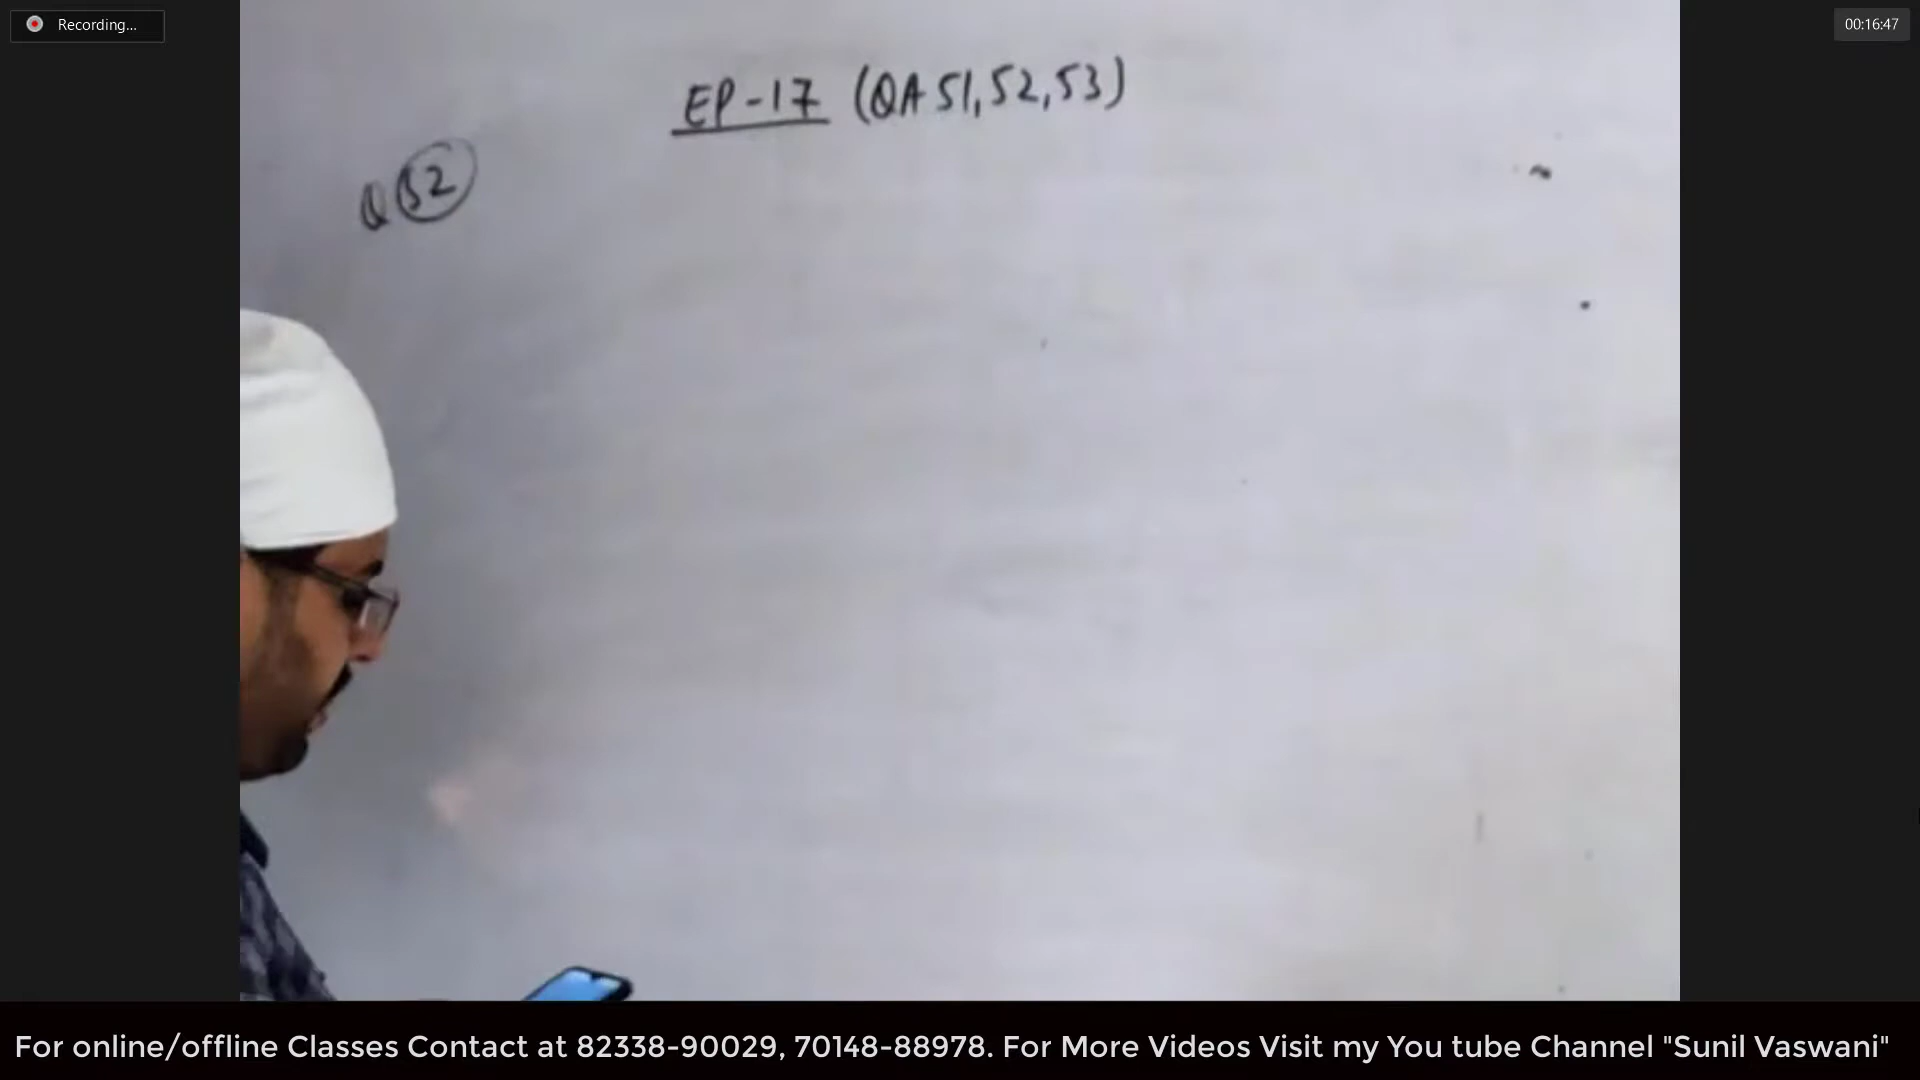 Recording...
00:16:47
EP-17 (QA 51, 52, 53)
Q 52
For online/offline Classes Contact at 82338-90029, 70148-88978. For More Videos Visit my You tube Channel "Sunil Vaswani"